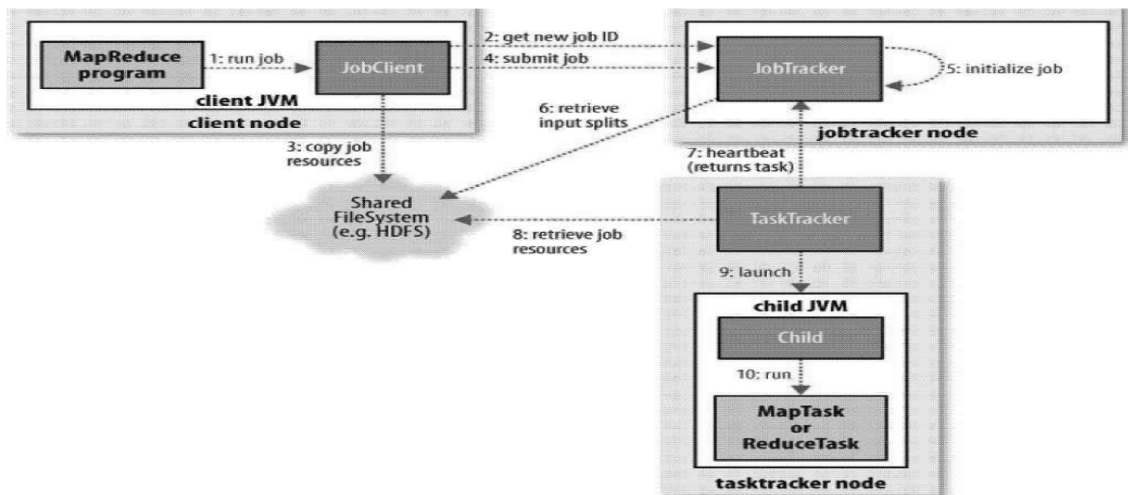 MapReduce
program
1: run job
JobClient
client JVM
client node
2: get new job ID
4: submit job
JobTracker
5: initialize job
jobtracker node
3: copy job
resources
6: retrieve
input splits
7: heartbeat
(returns task)
Shared
FileSystem
(e.g. HDFS)
8: retrieve job
resources
TaskTracker
9: launch
child JVM
Child
10: run
MapTask
or
ReduceTask
tasktracker node